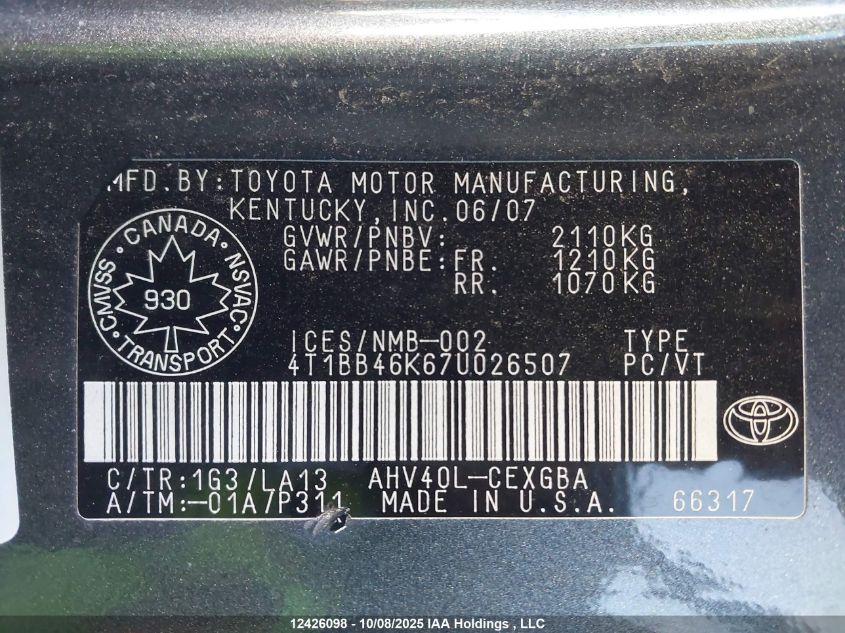 MFD. BY: TOYOTA MOTOR MANUFACTURING,
KENTUCKY, INC. 06/07
GVWR/PNBV: 2110KG
GAWR/PNBE: FR. 1210KG
RR. 1070KG
CMVSS · CANADA · NSVAC · TRANSPORT ·
930
ICES/NMB-002 TYPE
4T1BB46K67U026507 PC/VT
C/TR:1G3/LA13 AHV40L-CEXGBA
A/TM:-01A7P311 MADE IN U.S.A. 66317
12426098 - 10/08/2025 IAA Holdings , LLC